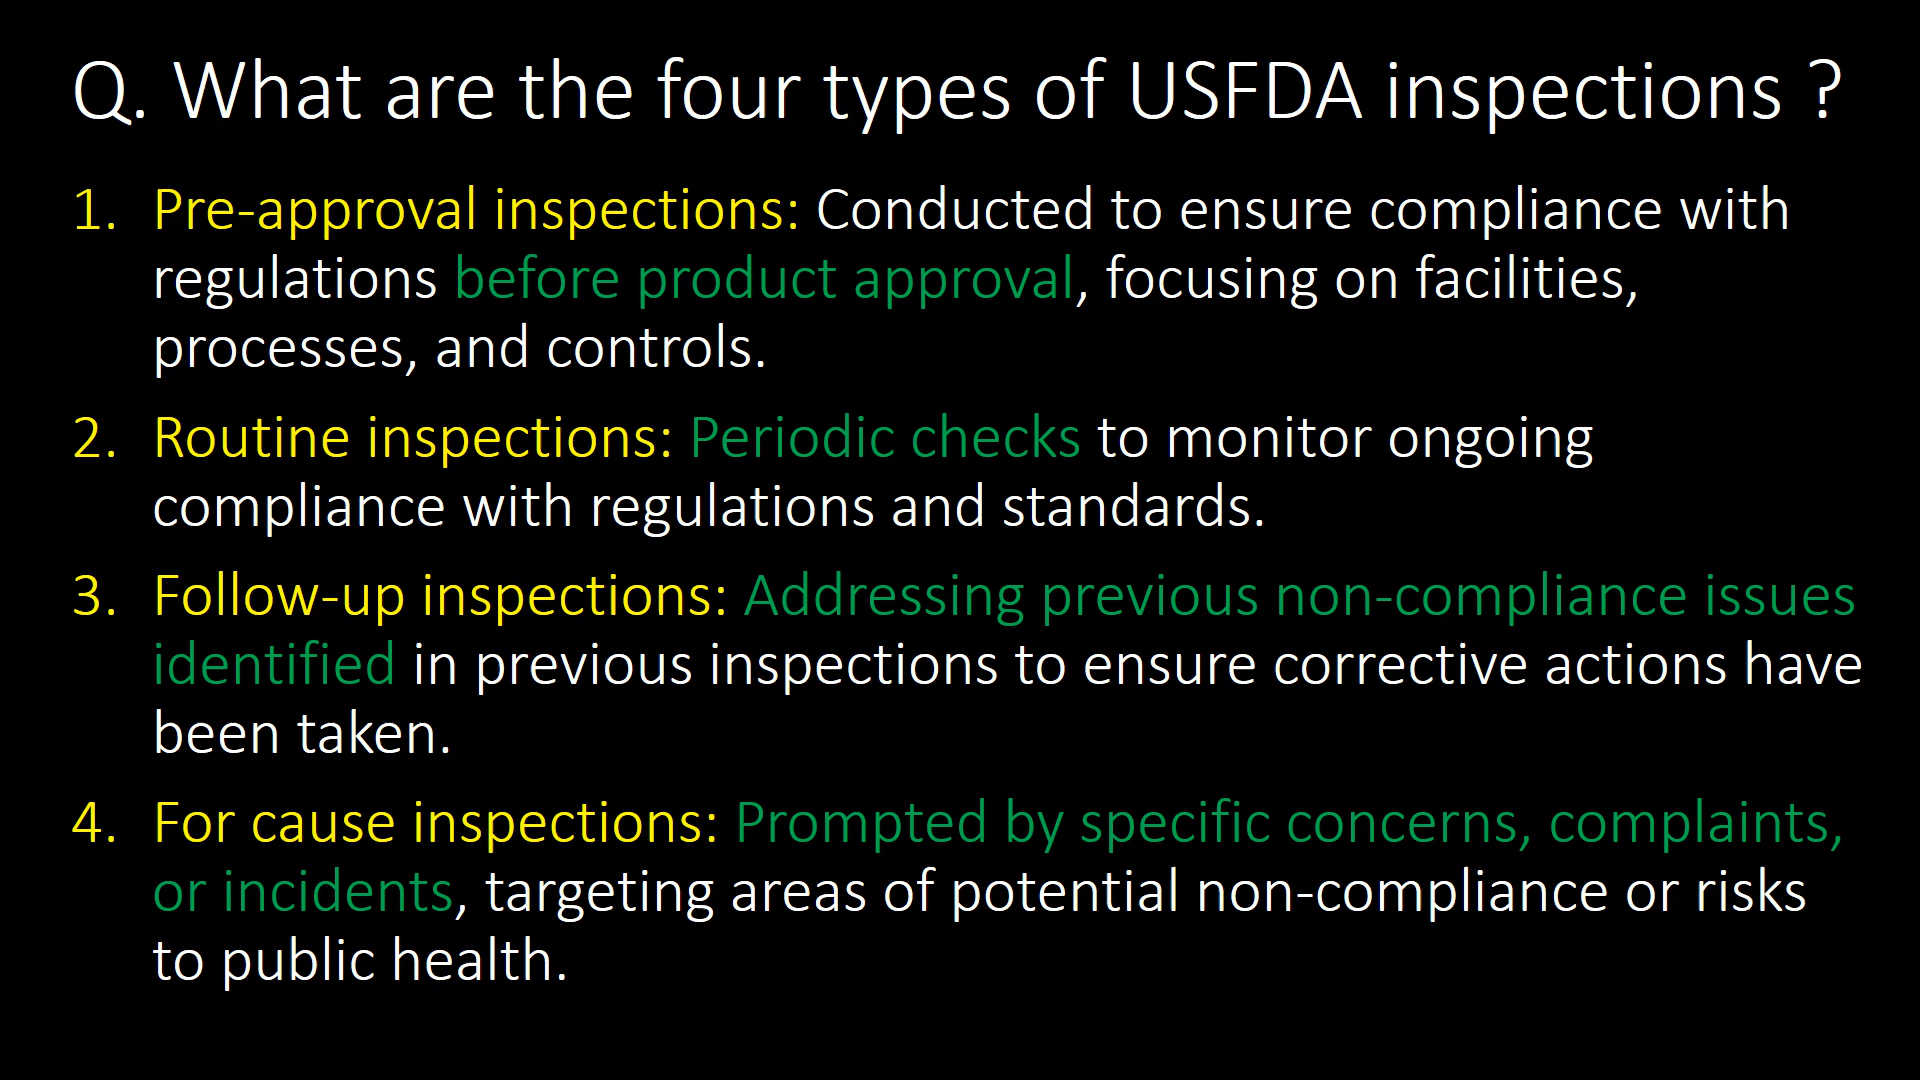 Q. What are the four types of USFDA inspections ?
1. Pre-approval inspections: Conducted to ensure compliance with
regulations before product approval, focusing on facilities,
processes, and controls.
2. Routine inspections: Periodic checks to monitor ongoing
compliance with regulations and standards.
3. Follow-up inspections: Addressing previous non-compliance issues
identified in previous inspections to ensure corrective actions have
been taken.
4. For cause inspections: Prompted by specific concerns, complaints,
or incidents, targeting areas of potential non-compliance or risks
to public health.